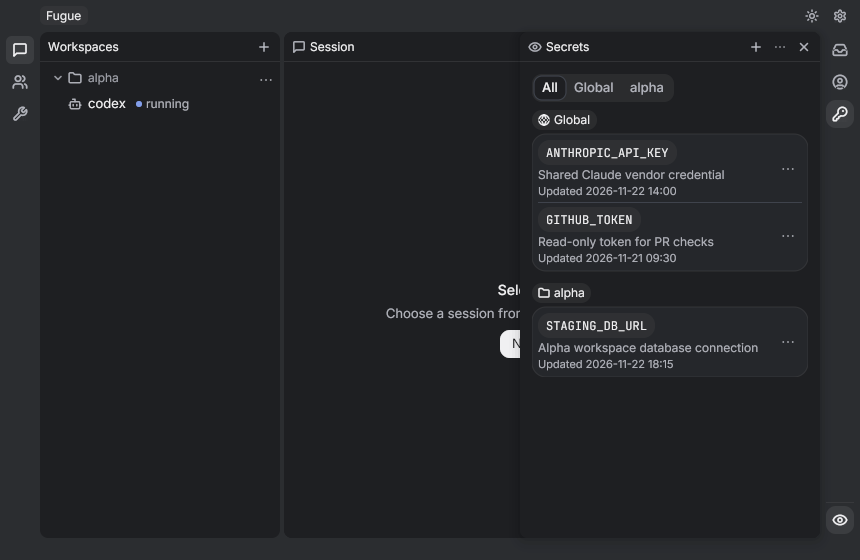 Fugue
Workspaces
alpha
codex
running
Session
Choose a session
Secrets
All
Global
alpha
Global
ANTHROPIC_API_KEY
Shared Claude vendor credential
Updated 2026-11-22 14:00
GITHUB_TOKEN
Read-only token for PR checks
Updated 2026-11-21 09:30
alpha
STAGING_DB_URL
Alpha workspace database connection
Updated 2026-11-22 18:15